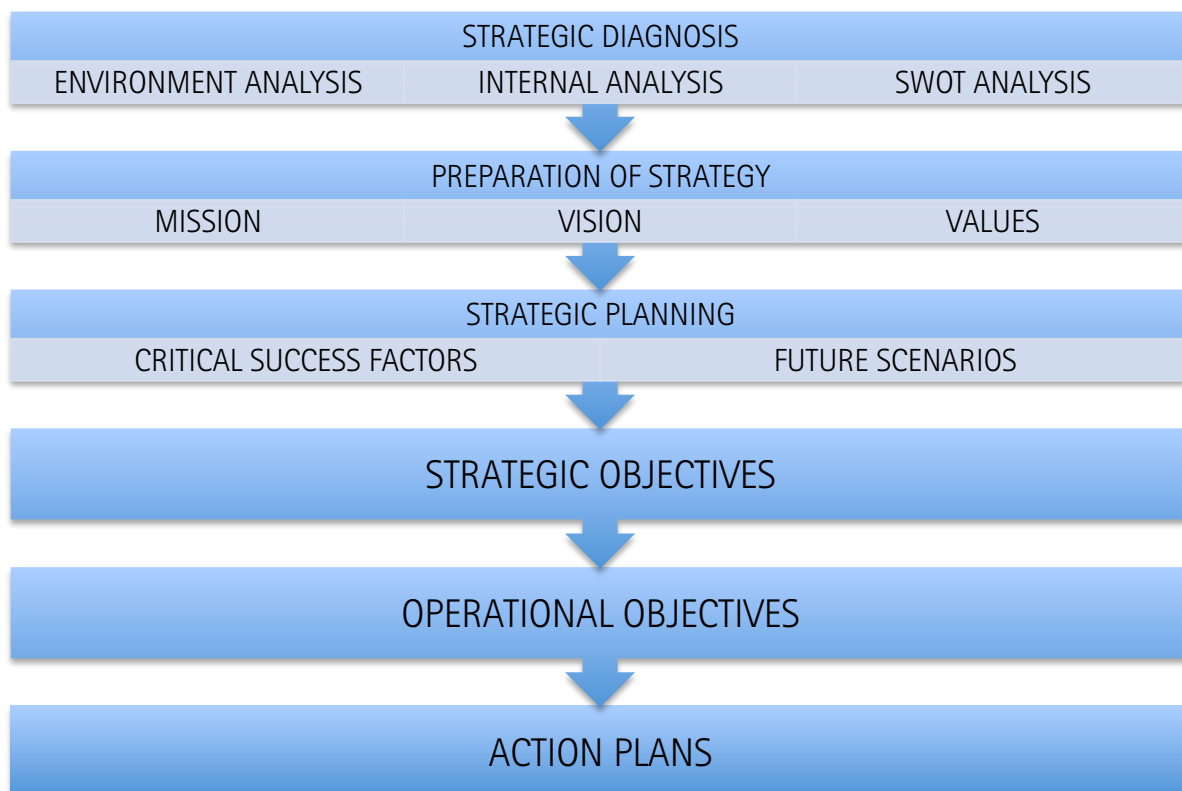 STRATEGIC DIAGNOSIS
ENVIRONMENT ANALYSIS INTERNAL ANALYSIS SWOT ANALYSIS
PREPARATION OF STRATEGY
MISSION VISION VALUES
STRATEGIC PLANNING
CRITICAL SUCCESS FACTORS FUTURE SCENARIOS
STRATEGIC OBJECTIVES
OPERATIONAL OBJECTIVES
ACTION PLANS